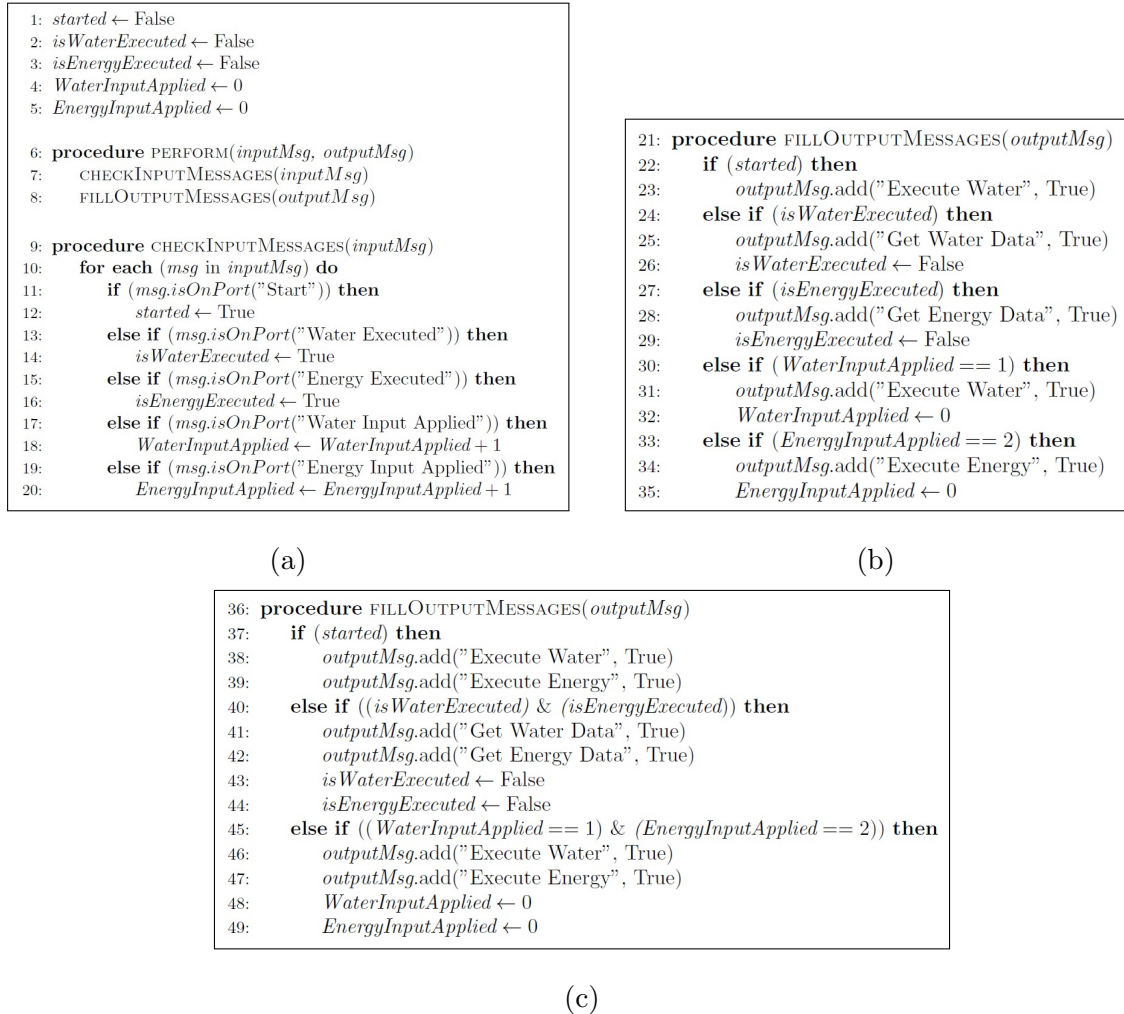 1: started ← False
2: isWaterExecuted ← False
3: isEnergyExecuted ← False
4: WaterInputApplied ← 0
5: EnergyInputApplied ← 0
6: procedure PERFORM(inputMsg, outputMsg)
7: CHECKINPUTMESSAGES(inputMsg)
8: FILLOUTPUTMESSAGES(outputMsg)
9: procedure CHECKINPUTMESSAGES(inputMsg)
10: for each (msg in inputMsg) do
11: if (msg.isOnPort("Start")) then
12: started ← True
13: else if (msg.isOnPort("Water Executed")) then
14: isWaterExecuted ← True
15: else if (msg.isOnPort("Energy Executed")) then
16: isEnergyExecuted ← True
17: else if (msg.isOnPort("Water Input Applied")) then
18: WaterInputApplied ← WaterInputApplied + 1
19: else if (msg.isOnPort("Energy Input Applied")) then
20: EnergyInputApplied ← EnergyInputApplied + 1
(a)
21: procedure FILLOUTPUTMESSAGES(outputMsg)
22: if (started) then
23: outputMsg.add("Execute Water", True)
24: else if (isWaterExecuted) then
25: outputMsg.add("Get Water Data", True)
26: isWaterExecuted ← False
27: else if (isEnergyExecuted) then
28: outputMsg.add("Get Energy Data", True)
29: isEnergyExecuted ← False
30: else if (WaterInputApplied == 1) then
31: outputMsg.add("Execute Water", True)
32: WaterInputApplied ← 0
33: else if (EnergyInputApplied == 2) then
34: outputMsg.add("Execute Energy", True)
35: EnergyInputApplied ← 0
(b)
36: procedure FILLOUTPUTMESSAGES(outputMsg)
37: if (started) then
38: outputMsg.add("Execute Water", True)
39: outputMsg.add("Execute Energy", True)
40: else if ((isWaterExecuted) & (isEnergyExecuted)) then
41: outputMsg.add("Get Water Data", True)
42: outputMsg.add("Get Energy Data", True)
43: isWaterExecuted ← False
44: isEnergyExecuted ← False
45: else if ((WaterInputApplied == 1) & (EnergyInputApplied == 2)) then
46: outputMsg.add("Execute Water", True)
47: outputMsg.add("Execute Energy", True)
48: WaterInputApplied ← 0
49: EnergyInputApplied ← 0
(c)